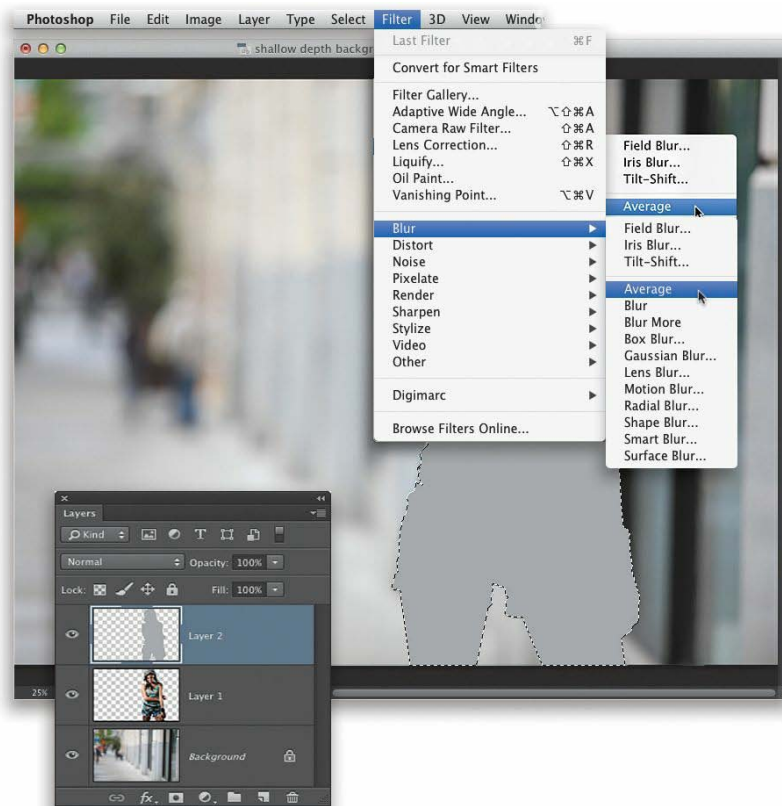 Photoshop File Edit Image Layer Type Select Filter 3D View
shallow depth backgr
Last Filter ⌘F
Convert for Smart Filters
Filter Gallery...
Adaptive Wide Angle... ⌥⇧⌘A
Camera Raw Filter... ⇧⌘A
Lens Correction... ⇧⌘R
Liquify... ⇧⌘X
Oil Paint...
Vanishing Point... ⌥⌘V
Blur
Distort
Noise
Pixelate
Render
Sharpen
Stylize
Video
Other
Digimarc
Browse Filters Online...
Field Blur...
Iris Blur...
Tilt-Shift...
Average
Field Blur...
Iris Blur...
Tilt-Shift...
Average
Blur
Blur More
Box Blur...
Gaussian Blur...
Lens Blur...
Motion Blur...
Radial Blur...
Shape Blur...
Smart Blur...
Surface Blur...
Layers
Kind
Normal Opacity: 100%
Lock: Fill: 100%
Layer 2
25%
Layer 1
Background
fx